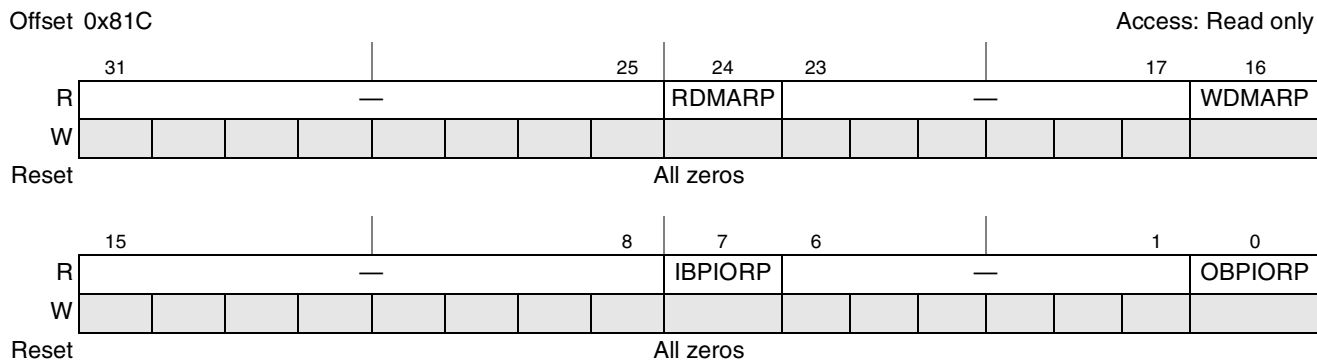 Offset 0x81C Access: Read only
31 25 24 23 17 16
R — RDMARP — WDMARP
W
Reset All zeros
15 8 7 6 1 0
R — IBPIORP — OBPIORP
W
Reset All zeros